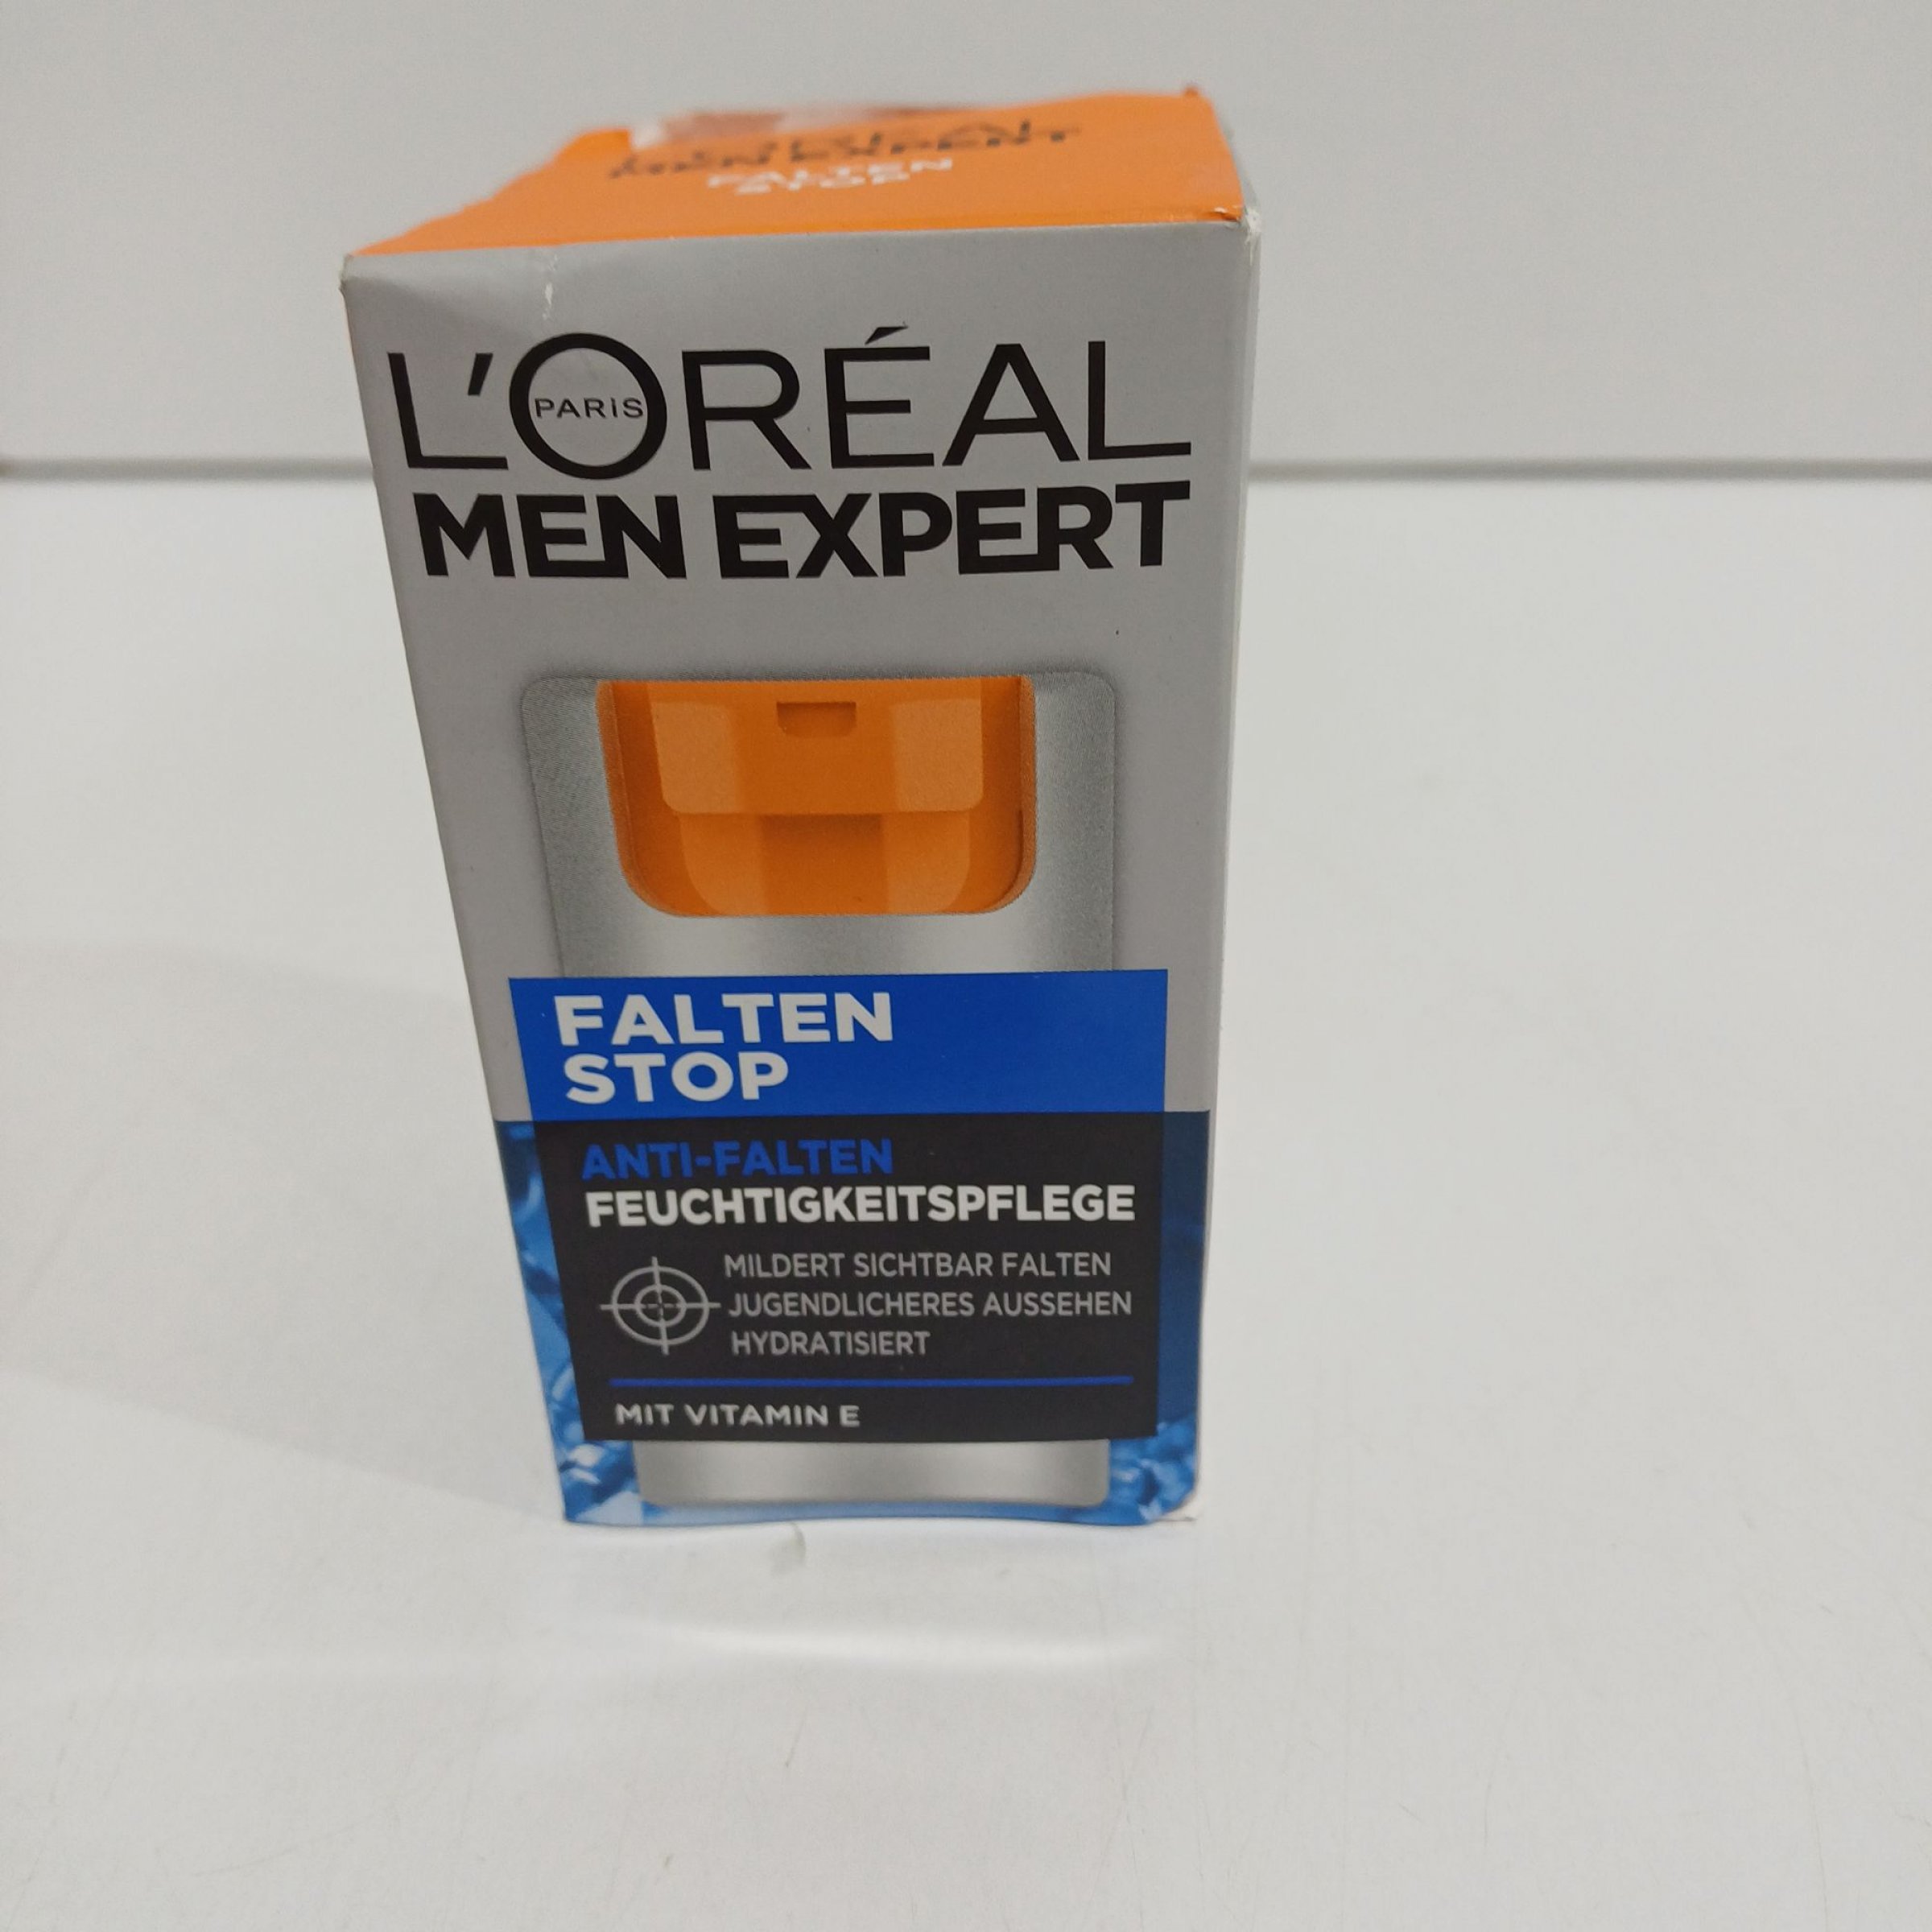 L'ORÉAL
MEN EXPERT
FALTEN
STOP
L'ORÉAL
PARIS
MEN EXPERT
FALTEN
STOP
ANTI-FALTEN
FEUCHTIGKEITSPFLEGE
MILDERT SICHTBAR FALTEN
JUGENDLICHERES AUSSEHEN
HYDRATISIERT
MIT VITAMIN E